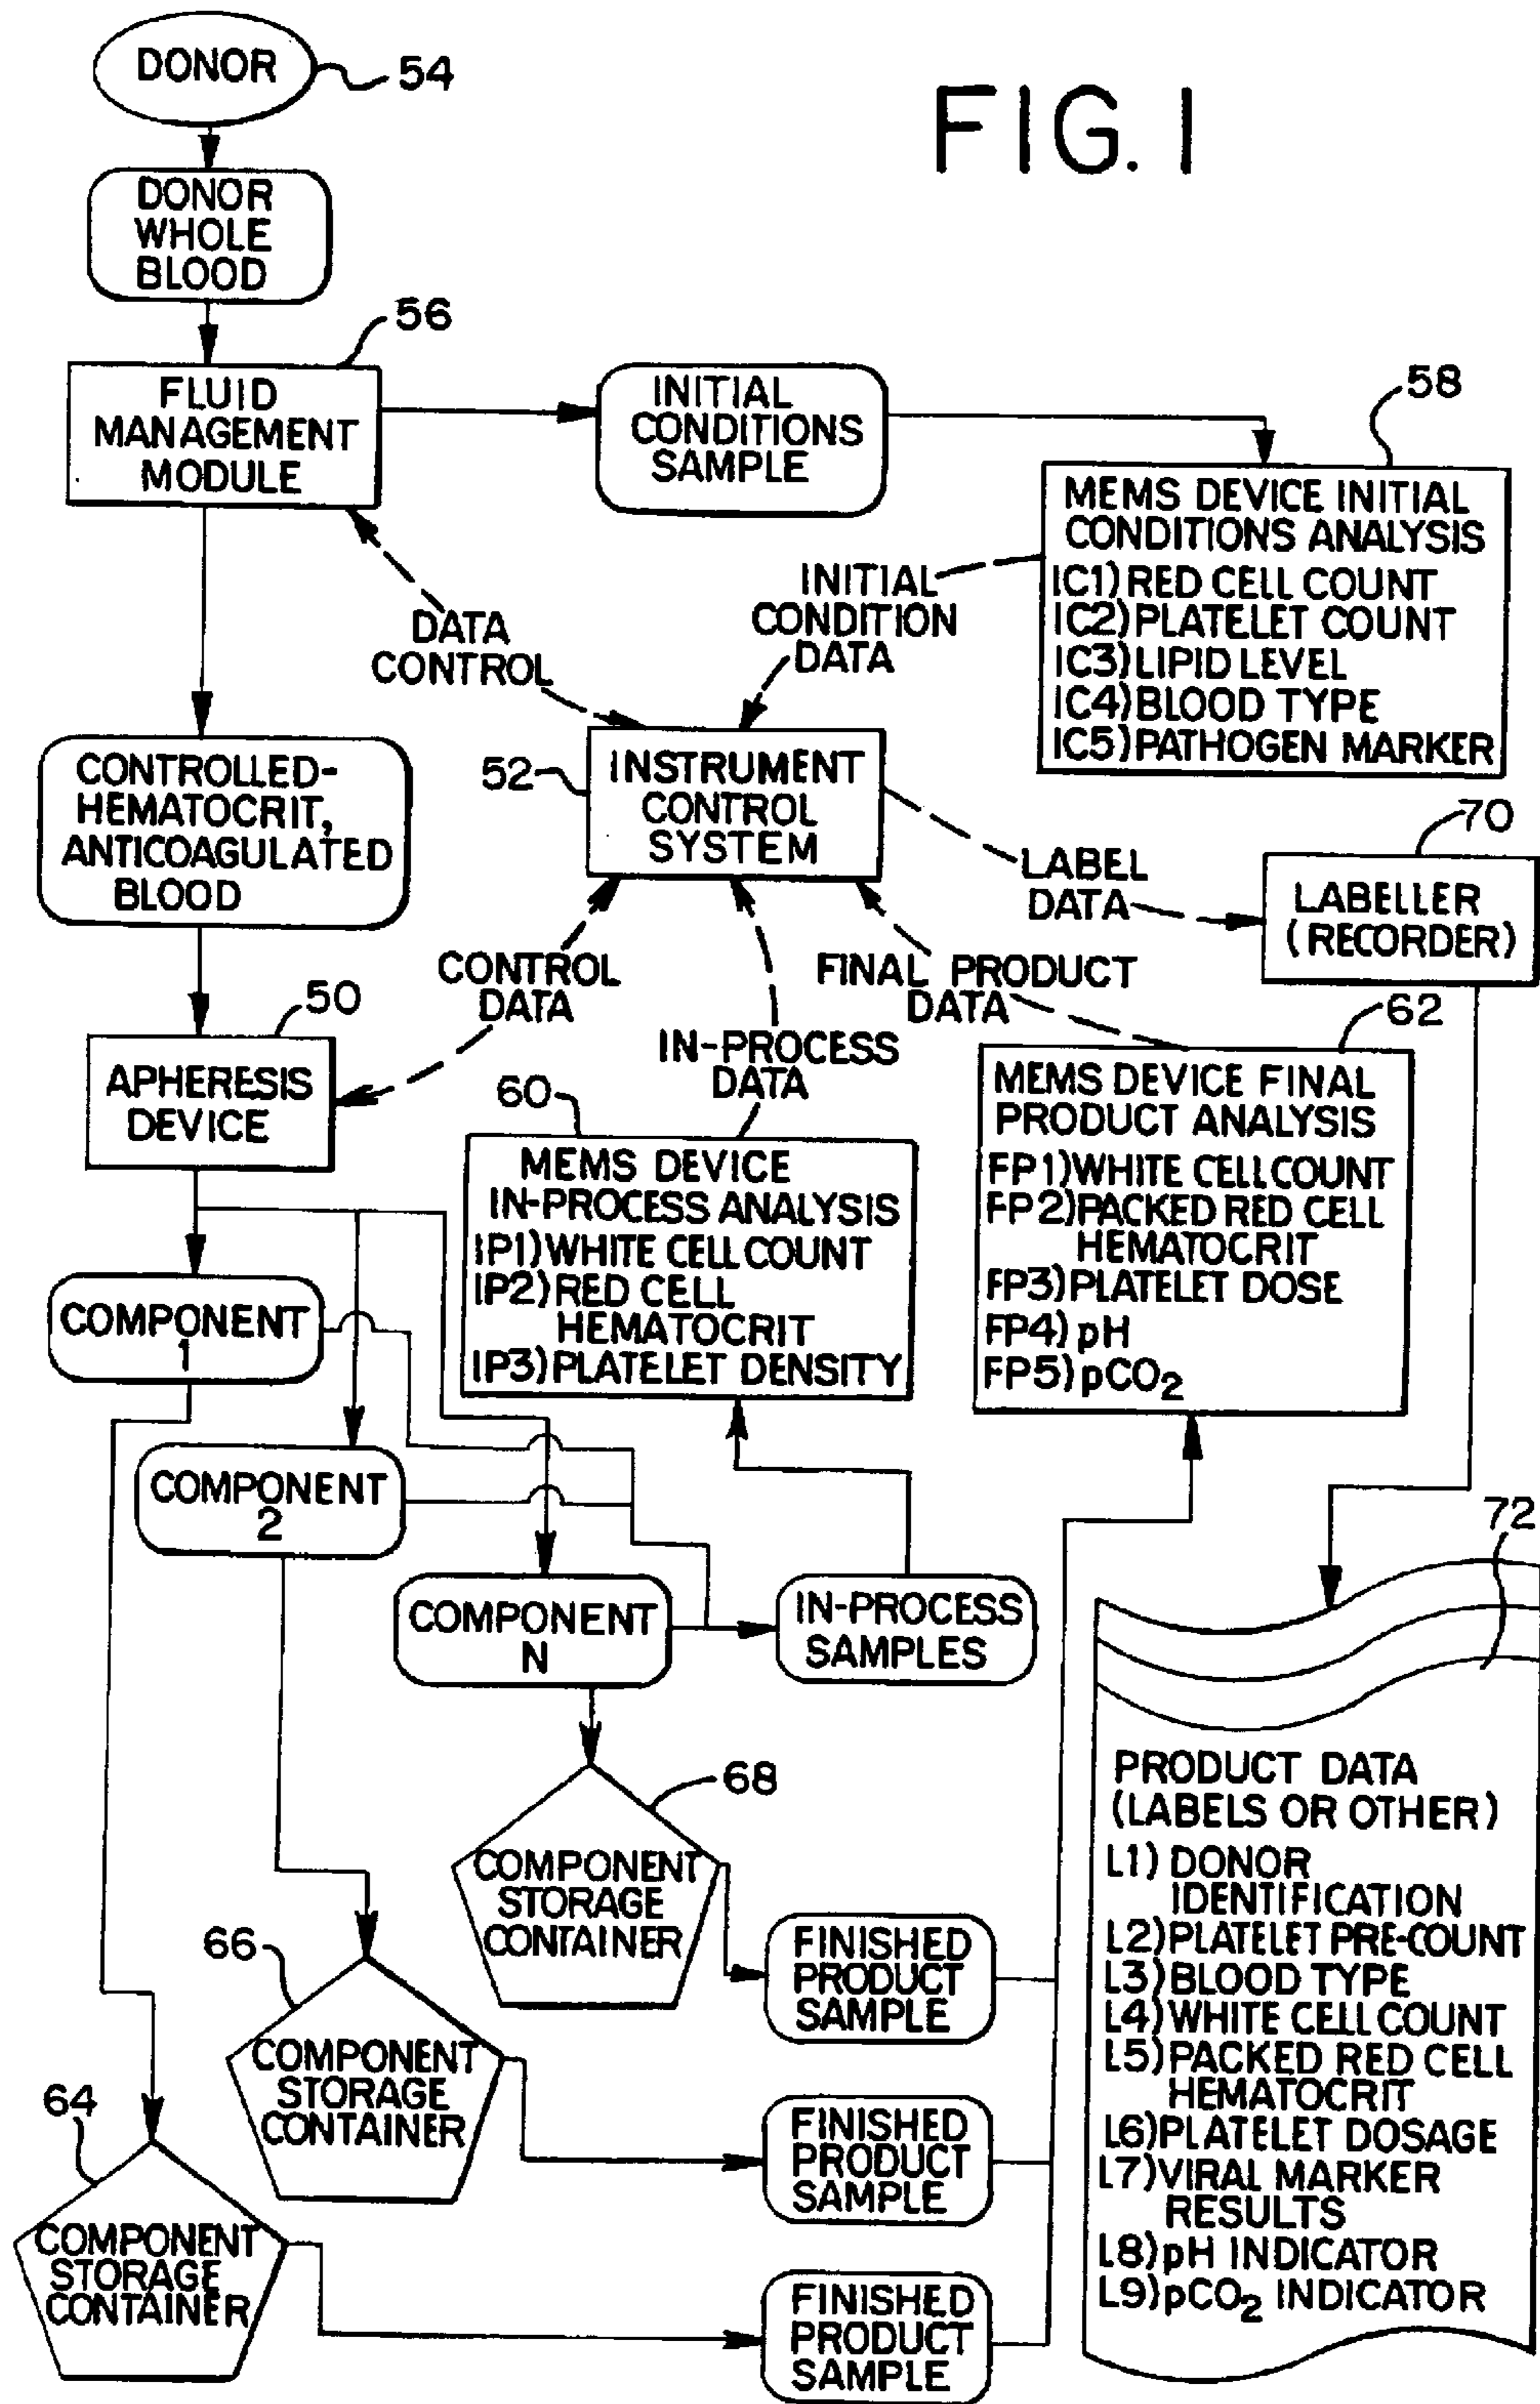 FIG. 1
DONOR
54
DONOR
WHOLE
BLOOD
56
FLUID
MANAGEMENT
MODULE
INITIAL
CONDITIONS
SAMPLE
58
MEMS DEVICE INITIAL
CONDITIONS ANALYSIS
IC1) RED CELL COUNT
IC2) PLATELET COUNT
IC3) LIPID LEVEL
IC4) BLOOD TYPE
IC5) PATHOGEN MARKER
INITIAL
CONDITION
DATA
DATA
CONTROL
52
INSTRUMENT
CONTROL
SYSTEM
CONTROLLED-
HEMATOCRIT,
ANTICOAGULATED
BLOOD
LABEL
DATA
70
LABELLER
(RECORDER)
CONTROL
DATA
FINAL PRODUCT
DATA
IN-PROCESS
DATA
50
APHERESIS
DEVICE
60
MEMS DEVICE
IN-PROCESS ANALYSIS
IP1) WHITE CELL COUNT
IP2) RED CELL
HEMATOCRIT
IP3) PLATELET DENSITY
62
MEMS DEVICE FINAL
PRODUCT ANALYSIS
FP1) WHITE CELL COUNT
FP2) PACKED RED CELL
HEMATOCRIT
FP3) PLATELET DOSE
FP4) pH
FP5) pCO₂
COMPONENT
1
COMPONENT
2
COMPONENT
N
IN-PROCESS
SAMPLES
72
68
COMPONENT
STORAGE
CONTAINER
FINISHED
PRODUCT
SAMPLE
66
COMPONENT
STORAGE
CONTAINER
FINISHED
PRODUCT
SAMPLE
64
COMPONENT
STORAGE
CONTAINER
FINISHED
PRODUCT
SAMPLE
PRODUCT DATA
(LABELS OR OTHER)
L1) DONOR
IDENTIFICATION
L2) PLATELET PRE-COUNT
L3) BLOOD TYPE
L4) WHITE CELL COUNT
L5) PACKED RED CELL
HEMATOCRIT
L6) PLATELET DOSAGE
L7) VIRAL MARKER
RESULTS
L8) pH INDICATOR
L9) pCO₂ INDICATOR